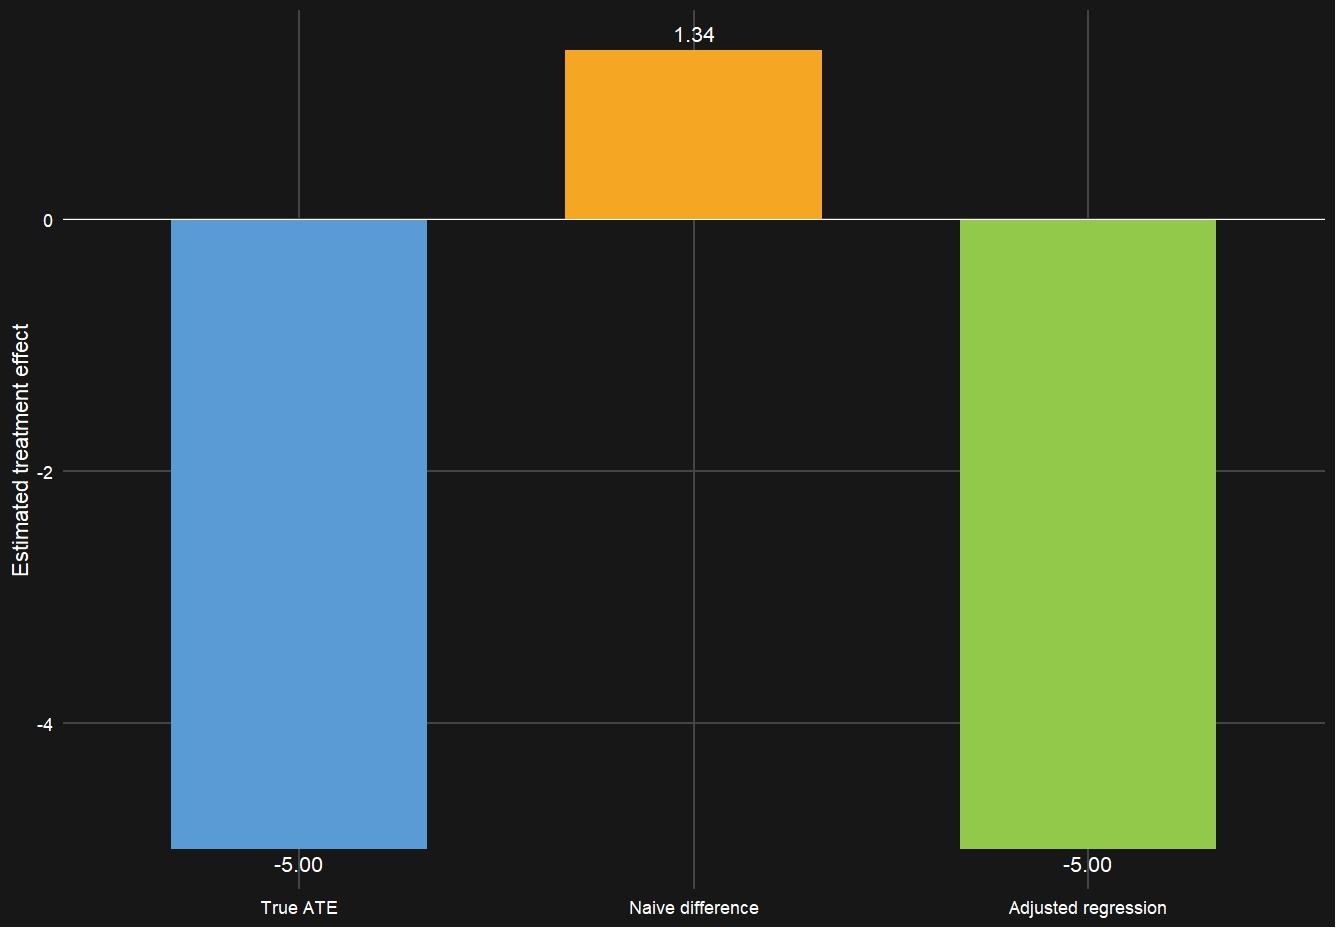 1.34
0
-2
-4
Estimated treatment effect
-5.00
-5.00
True ATE
Naive difference
Adjusted regression